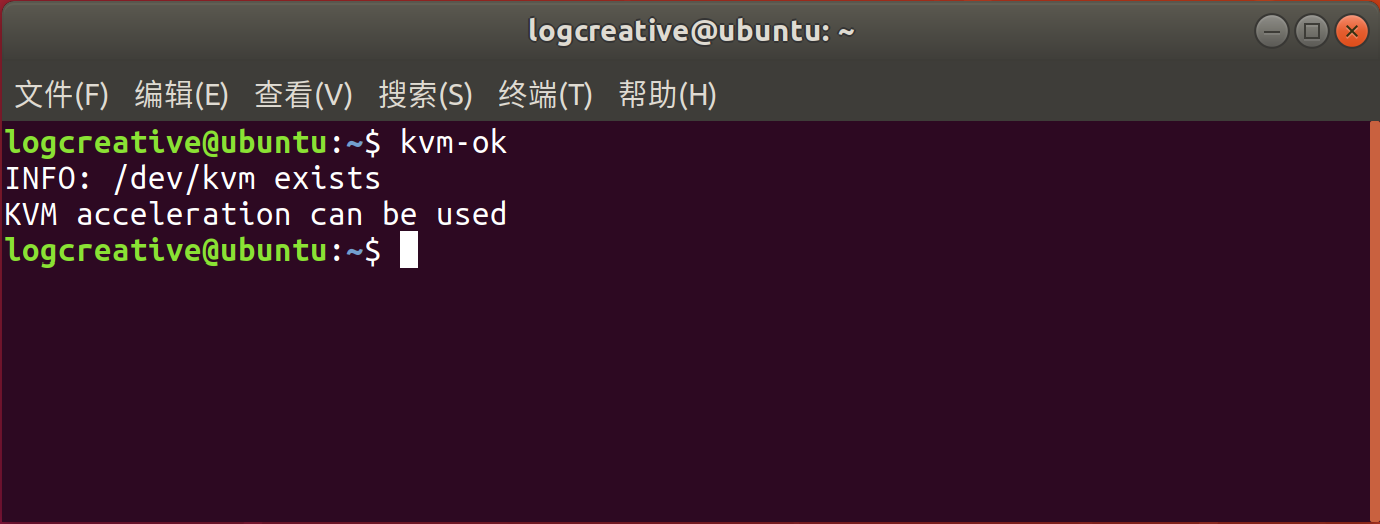 logcreative@ubuntu: ~
文件(F) 编辑(E) 查看(V) 搜索(S) 终端(T) 帮助(H)
logcreative@ubuntu:~$ kvm-ok
INFO: /dev/kvm exists
KVM acceleration can be used
logcreative@ubuntu:~$